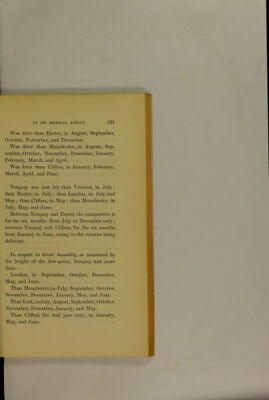 IN ITS MEDICAL ASPECT. 131
Was drier than Exeter, in August, September,
October, November, and December.
Was drier than Manchester, in August, Sep-
tember, October, November, December, January,
February, March, and April.
Was drier than Clifton, in January, February,
March, April, and June.
Torquay was less dry than Ventnor, in July;
than Exeter, in July; than London, in July and
May; than Clifton, in May; than Manchester, in
July, May, and June.
Between Torquay and Exeter the comparison is
for the six months from July to December only;
between Torquay and Clifton, for the six months
from January to June, owing to the returns being
deficient.
In respect to latent humidity, as measured by
the height of the dew-point, Torquay had more
than—
London, in September, October, December,
May, and June.
Than Manchester, in July, September, October,
November, December, January, May, and June.
Than York, in July, August, September, October,
November, December, January, and May.
Than Clifton (for half year only), in January,
May, and June.